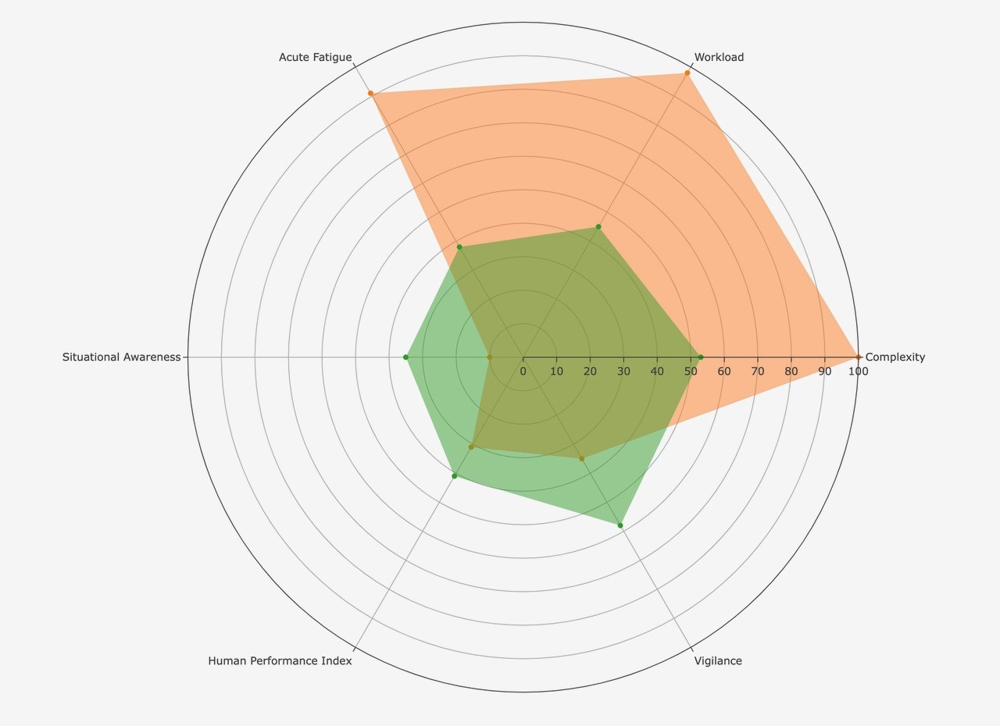 Acute Fatigue
Workload
Situational Awareness
Complexity
0 10 20 30 40 50 60 70 80 90 100
Human Performance Index
Vigilance